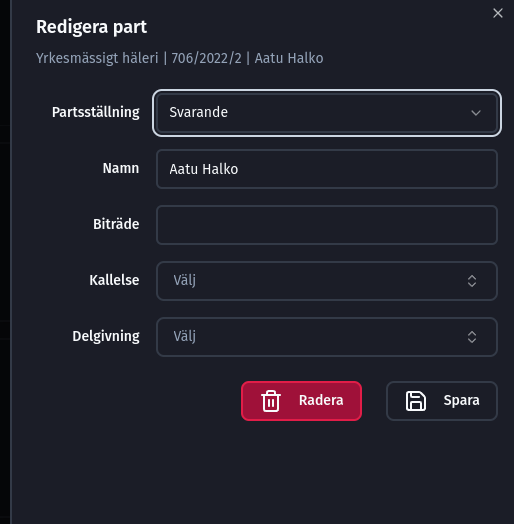 Redigera part
Yrkesmässigt häleri | 706/2022/2 | Aatu Halko
Partsställning Svarande
Namn Aatu Halko
Biträde
Kallelse Välj
Delgivning Välj
Radera Spara